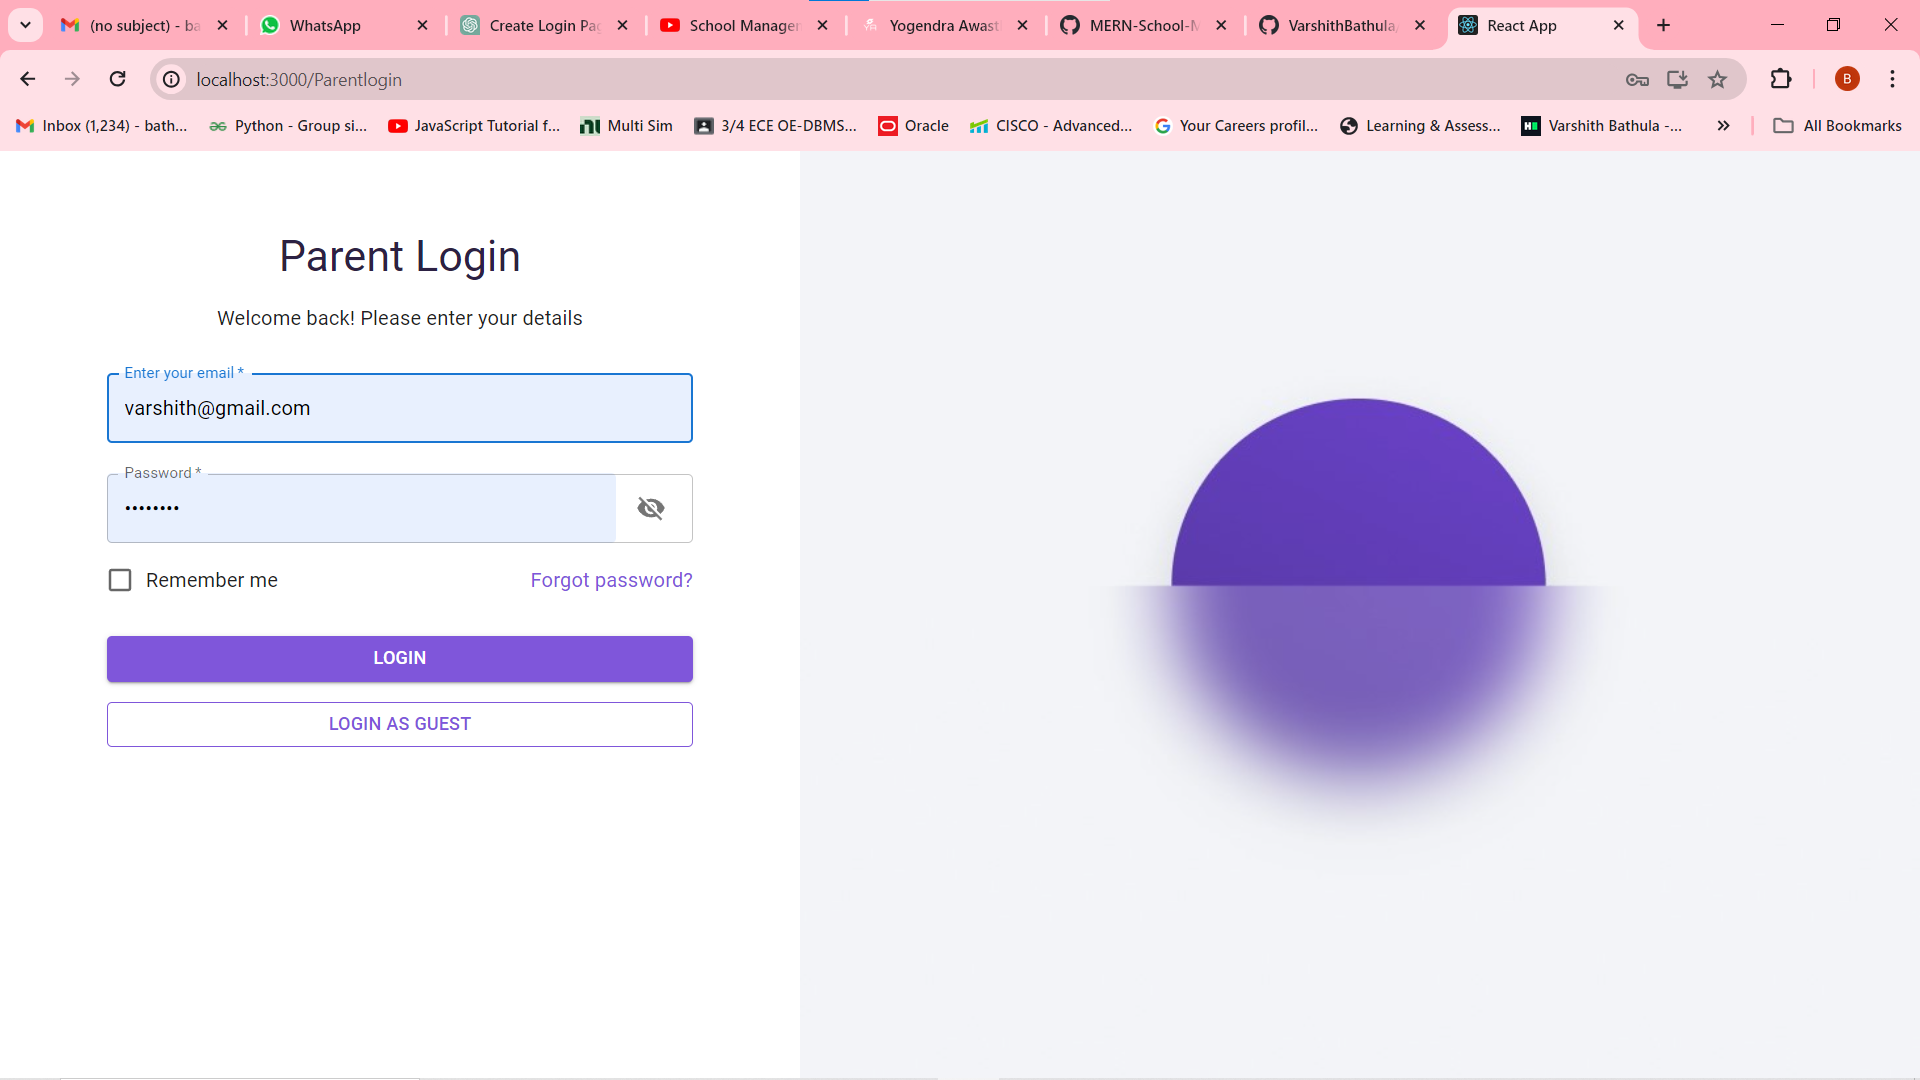 (no subject) - ba
WhatsApp
Create Login Pag
School Manager
Yogendra Awast
MERN-School-M
VarshithBathula/
React App
localhost:3000/Parentlogin
B
Inbox (1,234) - bath...
Python - Group si...
JavaScript Tutorial f...
Multi Sim
3/4 ECE OE-DBMS...
Oracle
CISCO - Advanced...
Your Careers profil...
Learning & Assess...
Varshith Bathula -...
All Bookmarks
Parent Login
Welcome back! Please enter your details
Enter your email *
varshith@gmail.com
Password *
••••••••
Remember me
Forgot password?
LOGIN
LOGIN AS GUEST